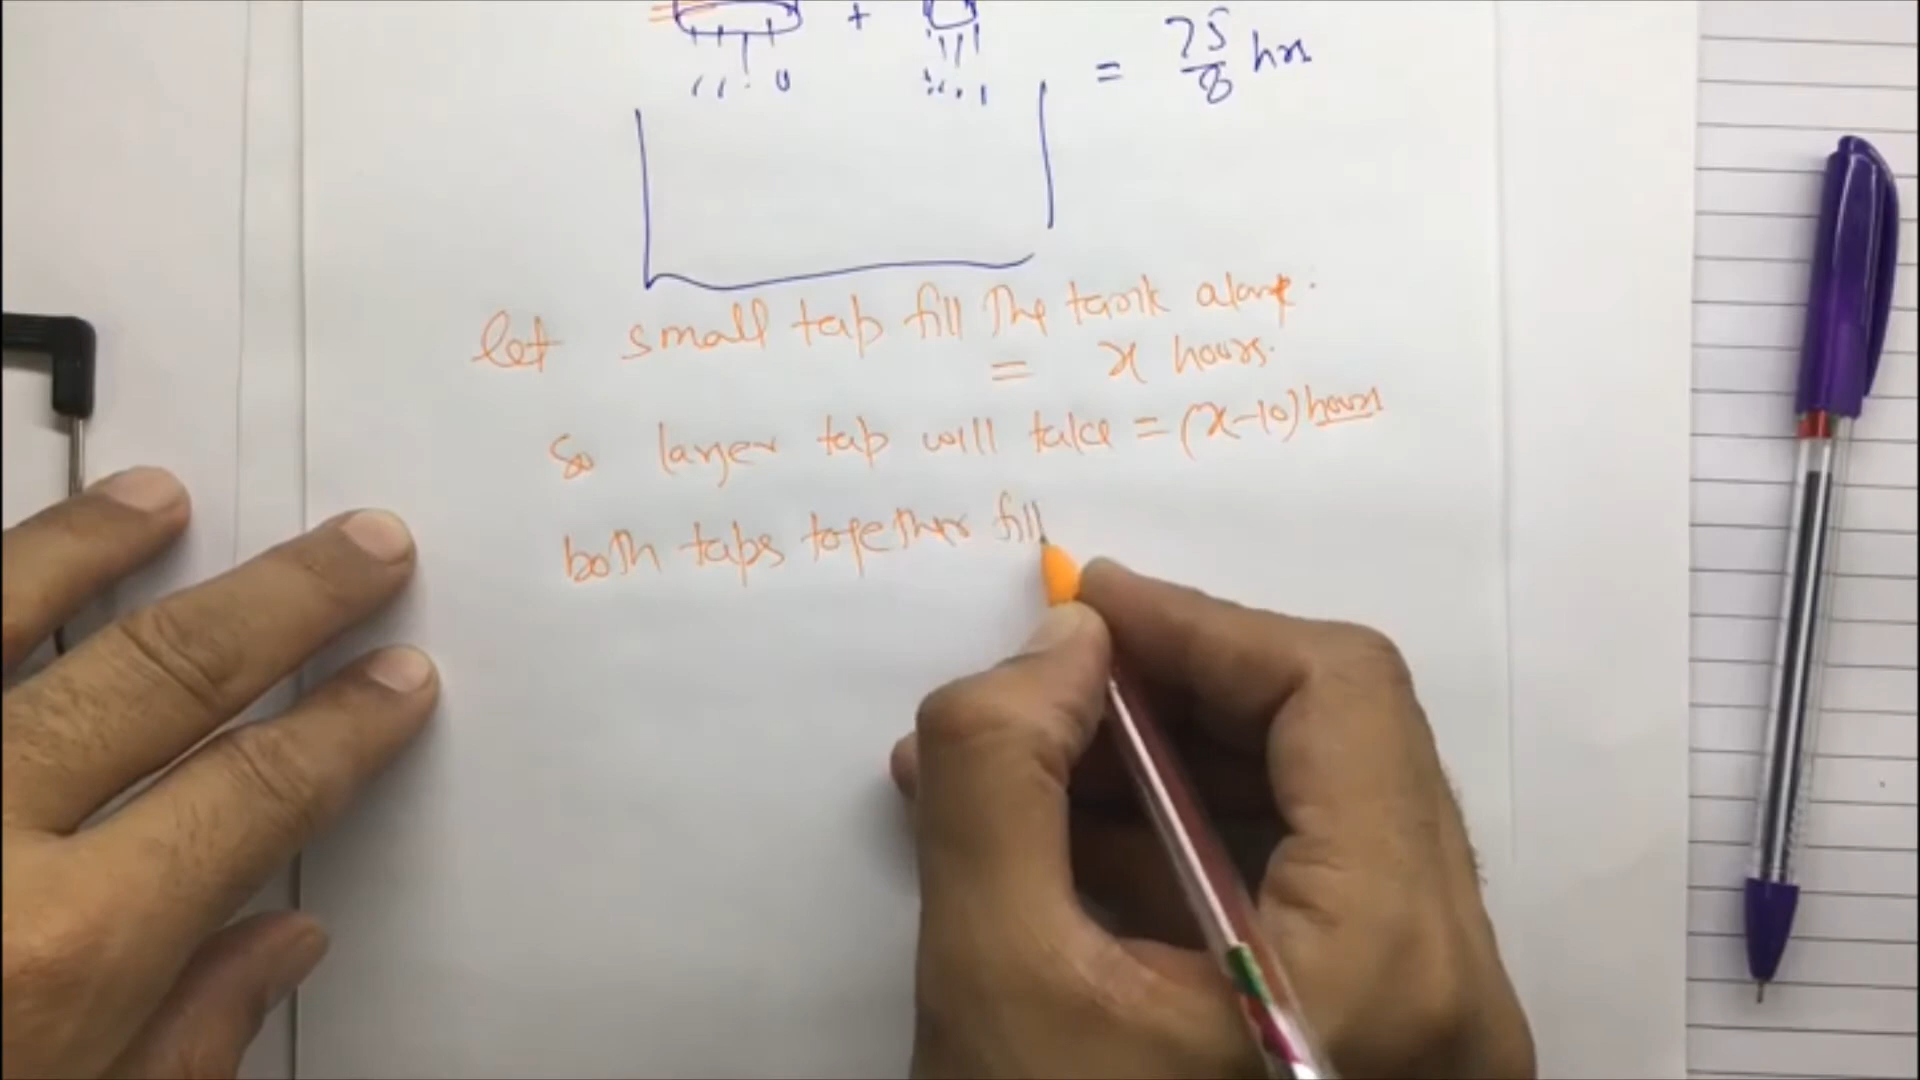 +
= 75/8 hrs
let small tap fill The tank alone.
= x hours.
So larger tap will take = (x-10) hours
both taps together fill